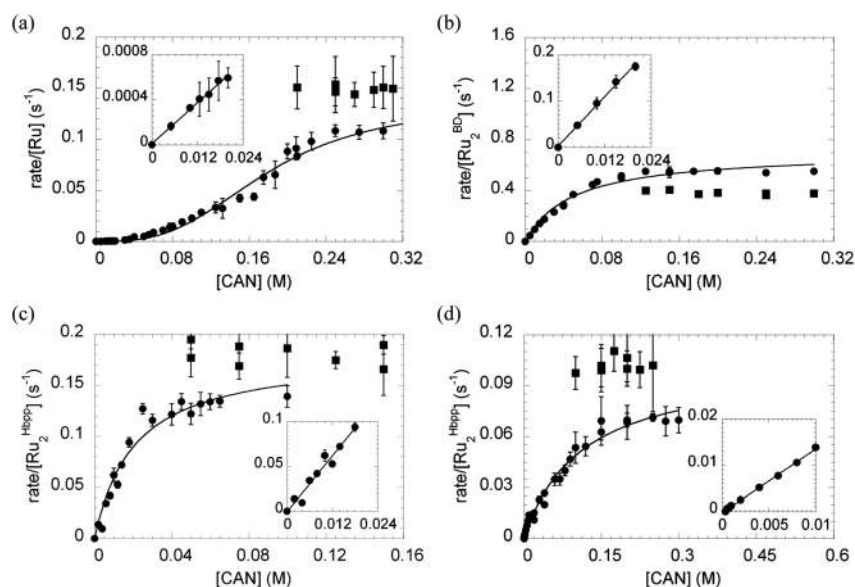 (a)
rate/[Ru] (s⁻¹)
0.2
0.15
0.1
0.05
0
0 0.08 0.16 0.24 0.32
[CAN] (M)
0.0008
0.0004
0
0 0.012 0.024
(b)
rate/[Ru₂ᴮᴰ] (s⁻¹)
1.6
1.2
0.8
0.4
0
0 0.06 0.12 0.18 0.24 0.3
[CAN] (M)
0.2
0.1
0
0 0.012 0.024
(c)
rate/[Ru₂ᴴᵇᵖᵖ] (s⁻¹)
0.2
0.15
0.1
0.05
0
0 0.04 0.08 0.12 0.16
[CAN] (M)
0.1
0.05
0
0 0.012 0.024
(d)
rate/[Ru₂ᴴᵇᵖᵖ] (s⁻¹)
0.12
0.09
0.06
0.03
0
0 0.15 0.3 0.45 0.6
[CAN] (M)
0.02
0.01
0
0 0.005 0.01